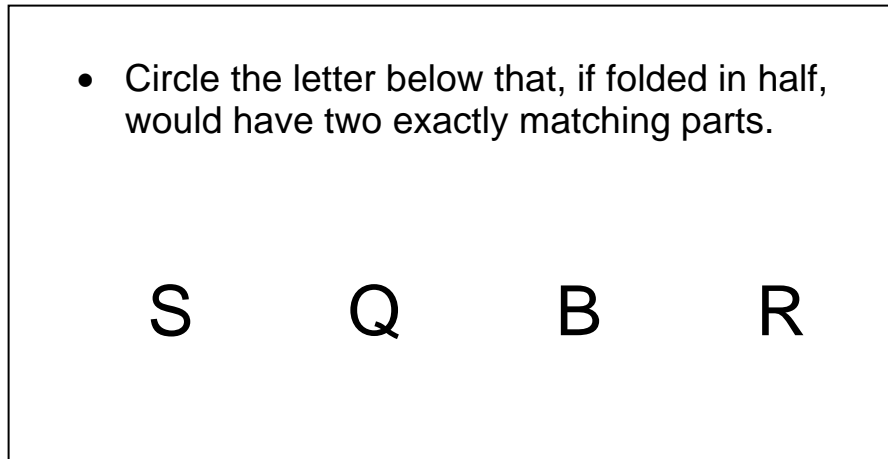 • Circle the letter below that, if folded in half,
would have two exactly matching parts.
S Q B R